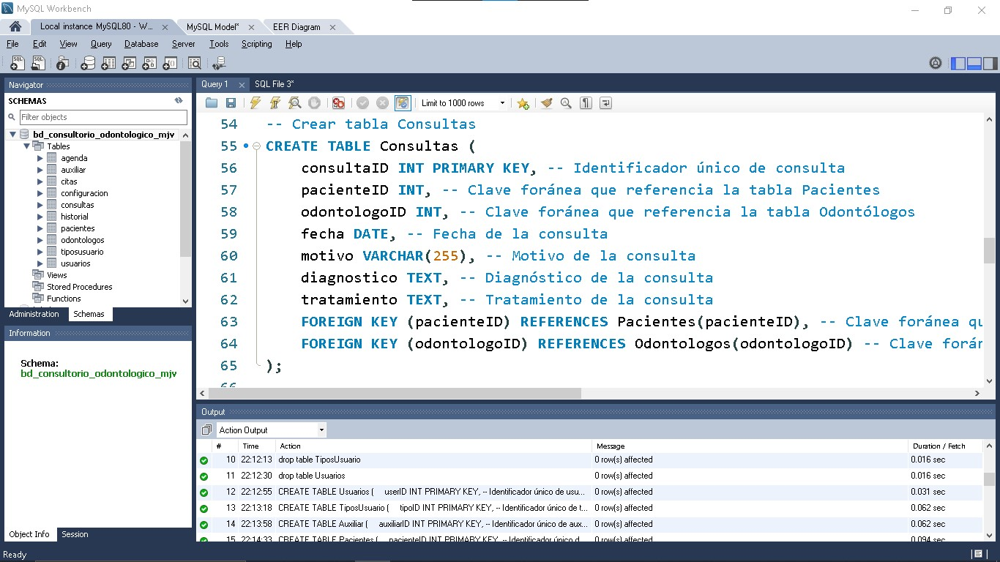 MySQL Workbench
Local instance MySQL80 - W... MySQL Model* EER Diagram
File Edit View Query Database Server Tools Scripting Help
Navigator
SCHEMAS
Filter objects
bd_consultorio_odontologico_mjv
Tables
agenda
auxiliar
citas
configuracion
consultas
historial
pacientes
odontologos
tiposusuario
usuarios
Views
Stored Procedures
Functions
Administration Schemas
Information
Schema:
bd_consultorio_odontologico_mjv
Object Info Session
Ready
Query 1 SQL File 3*
Limit to 1000 rows
54 -- Crear tabla Consultas
55 CREATE TABLE Consultas (
56 consultaID INT PRIMARY KEY, -- Identificador único de consulta
57 pacienteID INT, -- Clave foránea que referencia la tabla Pacientes
58 odontologoID INT, -- Clave foránea que referencia la tabla Odontólogos
59 fecha DATE, -- Fecha de la consulta
60 motivo VARCHAR(255), -- Motivo de la consulta
61 diagnostico TEXT, -- Diagnóstico de la consulta
62 tratamiento TEXT, -- Tratamiento de la consulta
63 FOREIGN KEY (pacienteID) REFERENCES Pacientes(pacienteID), -- Clave foránea qu
64 FOREIGN KEY (odontologoID) REFERENCES Odontologos(odontologoID) -- Clave forán
65 );
66
Output
Action Output
# Time Action Message Duration / Fetch
10 22:12:13 drop table TiposUsuario 0 row(s) affected 0.016 sec
11 22:12:30 drop table Usuarios 0 row(s) affected 0.016 sec
12 22:12:55 CREATE TABLE Usuarios ( userID INT PRIMARY KEY, -- Identificador único de usu... 0 row(s) affected 0.031 sec
13 22:13:18 CREATE TABLE TiposUsuario ( tipoID INT PRIMARY KEY, -- Identificador único de t... 0 row(s) affected 0.062 sec
14 22:13:58 CREATE TABLE Auxiliar ( auxiliarID INT PRIMARY KEY, -- Identificador único de aux... 0 row(s) affected 0.062 sec
15 22:14:33 CREATE TABLE Pacientes ( pacienteID INT PRIMARY KEY, -- Identificador único d... 0 row(s) affected 0.094 sec